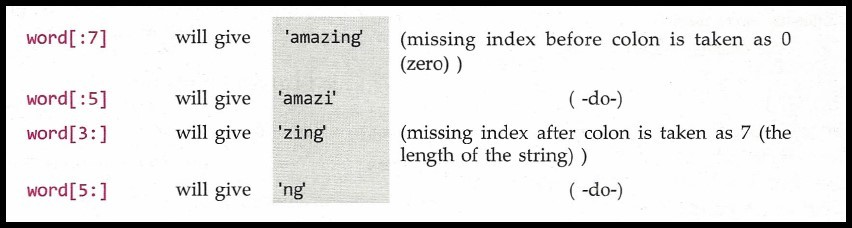 word[:7] will give 'amazing' (missing index before colon is taken as 0
(zero) )
word[:5] will give 'amazi' ( -do-)
word[3:] will give 'zing' (missing index after colon is taken as 7 (the
length of the string) )
word[5:] will give 'ng' ( -do-)